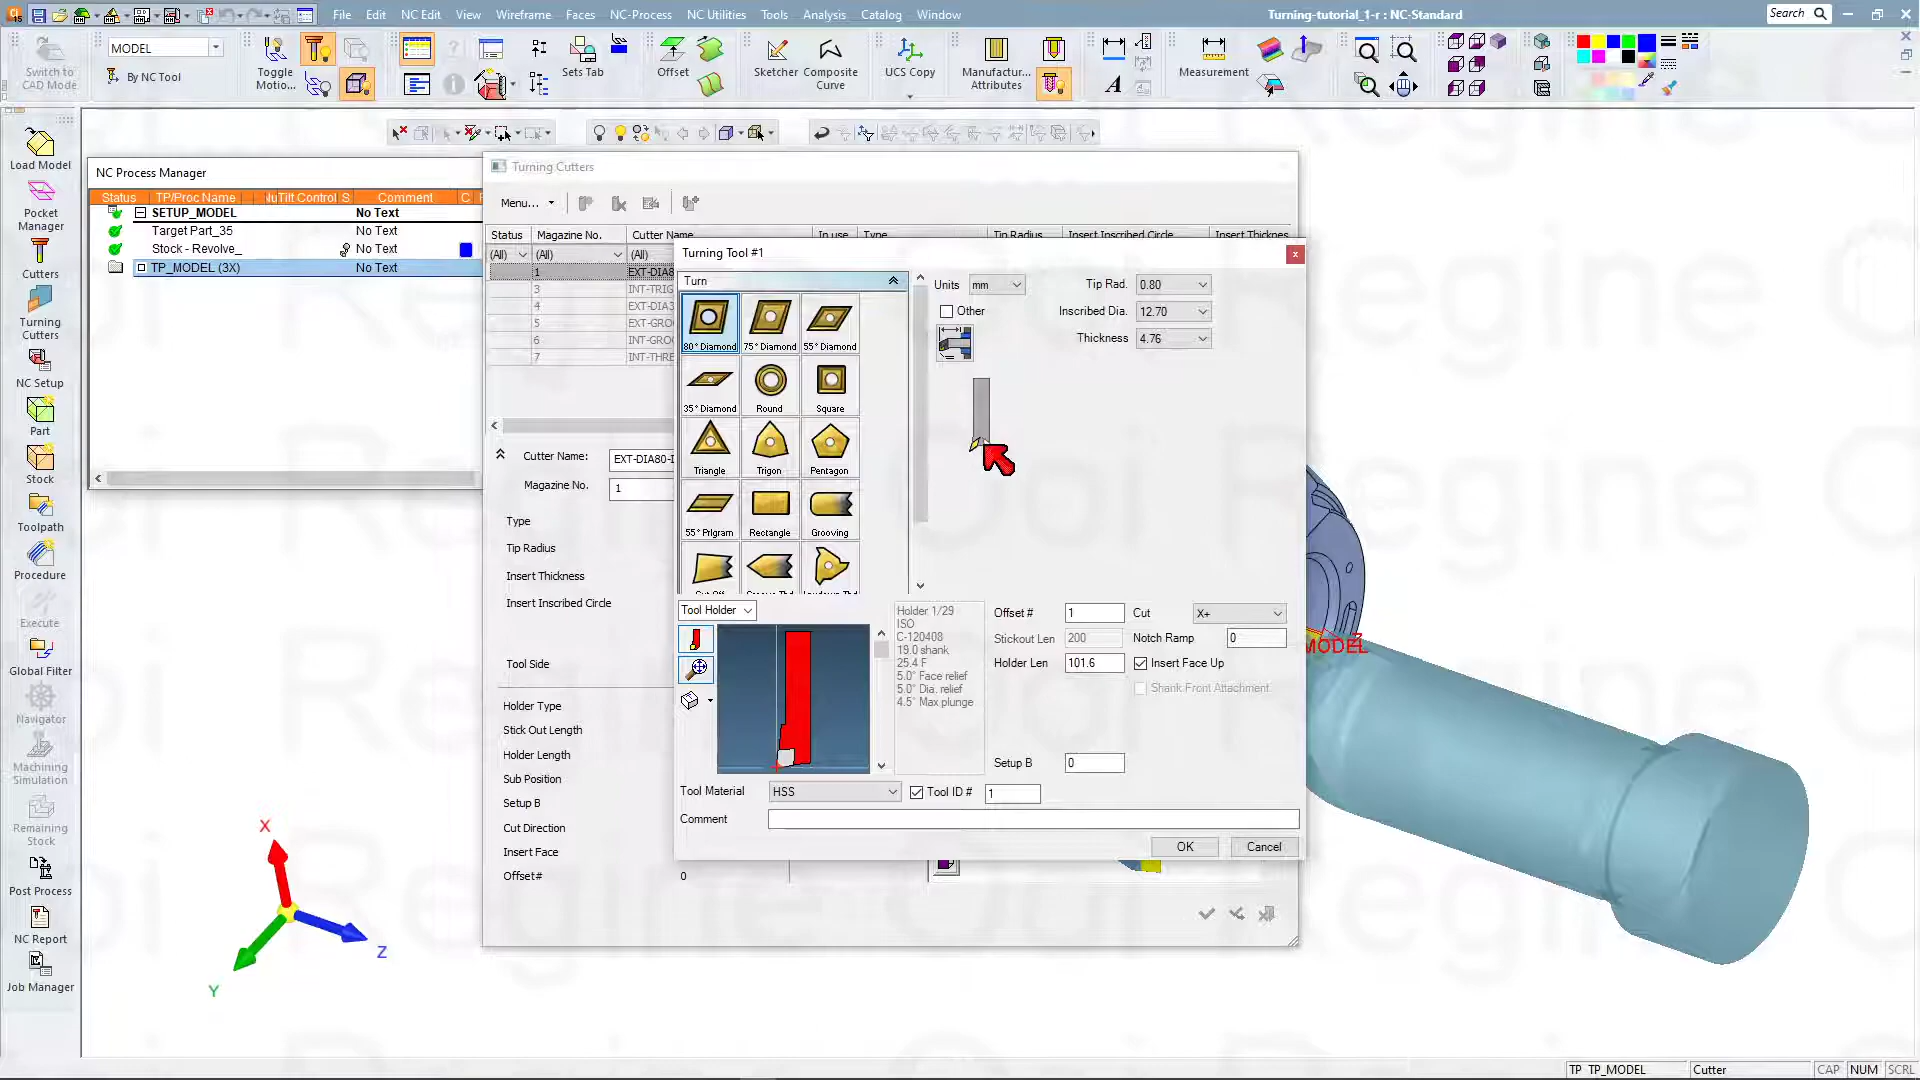 File Edit NC Edit View Wireframe Faces NC-Process NC Utilities Tools Analysis Catalog Window
Turning-tutorial_1-r : NC-Standard
Search
Switch to
CAD Mode
MODEL
By NC Tool
Toggle
Motion...
Sets Tab
Offset
Sketcher
Composite
Curve
UCS Copy
Manufactur...
Attributes
Measurement
Load Model
Pocket
Manager
Cutters
Turning
Cutters
NC Setup
Part
Stock
Toolpath
Procedure
Execute
Global Filter
Navigator
Machining
Simulation
Remaining
Stock
Post Process
NC Report
Job Manager
NC Process Manager
Status TP/Proc Name Tilt Control S Comment C
SETUP_MODEL No Text
Target Part_35 No Text
Stock - Revolve_ No Text
TP_MODEL (3X) No Text
Turning Cutters
Menu...
Status Magazine No. Cutter Name In use Type Tip Radius Insert Inscribed Circle Insert Thicknes
(All) (All) (All)
1 EXT-DIA8
3 INT-TRIG
4 EXT-DIA3
5 EXT-GRO
6 INT-GRO
7 INT-THRE
Cutter Name: EXT-DIA80-
Magazine No. 1
Type
Tip Radius
Insert Thickness
Insert Inscribed Circle
Tool Side
Holder Type
Stick Out Length
Holder Length
Sub Position
Setup B
Cut Direction
Insert Face
Offset# 0
Turning Tool #1
Turn
80° Diamond 75° Diamond 55° Diamond
35° Diamond Round Square
Triangle Trigon Pentagon
55° Prlgram Rectangle Grooving
Units mm
Other
Tip Rad. 0.80
Inscribed Dia. 12.70
Thickness 4.76
Tool Holder
Holder 1/29
ISO
C-120408
19.0 shank
25.4 F
5.0° Face relief
5.0° Dia. relief
4.5° Max plunge
Offset # 1 Cut X+
Stickout Len 200 Notch Ramp 0
Holder Len 101.6 Insert Face Up
Shank Front Attachment
Setup B 0
Tool Material HSS Tool ID # 1
Comment
OK Cancel
MODEL
X
Z
Y
TP TP_MODEL Cutter CAP NUM SCRL